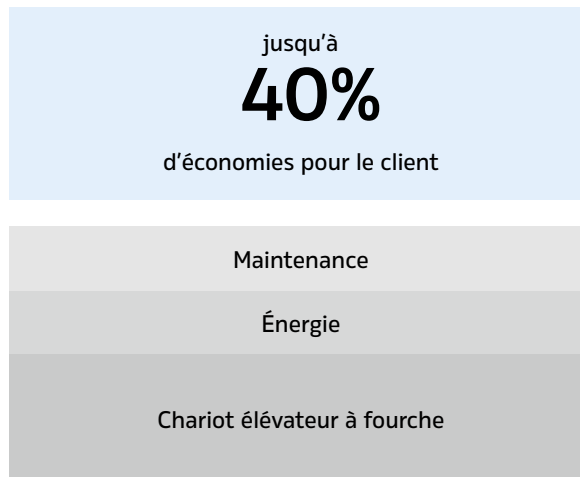 jusqu'à
40%
d'économies pour le client
Maintenance
Énergie
Chariot élévateur à fourche